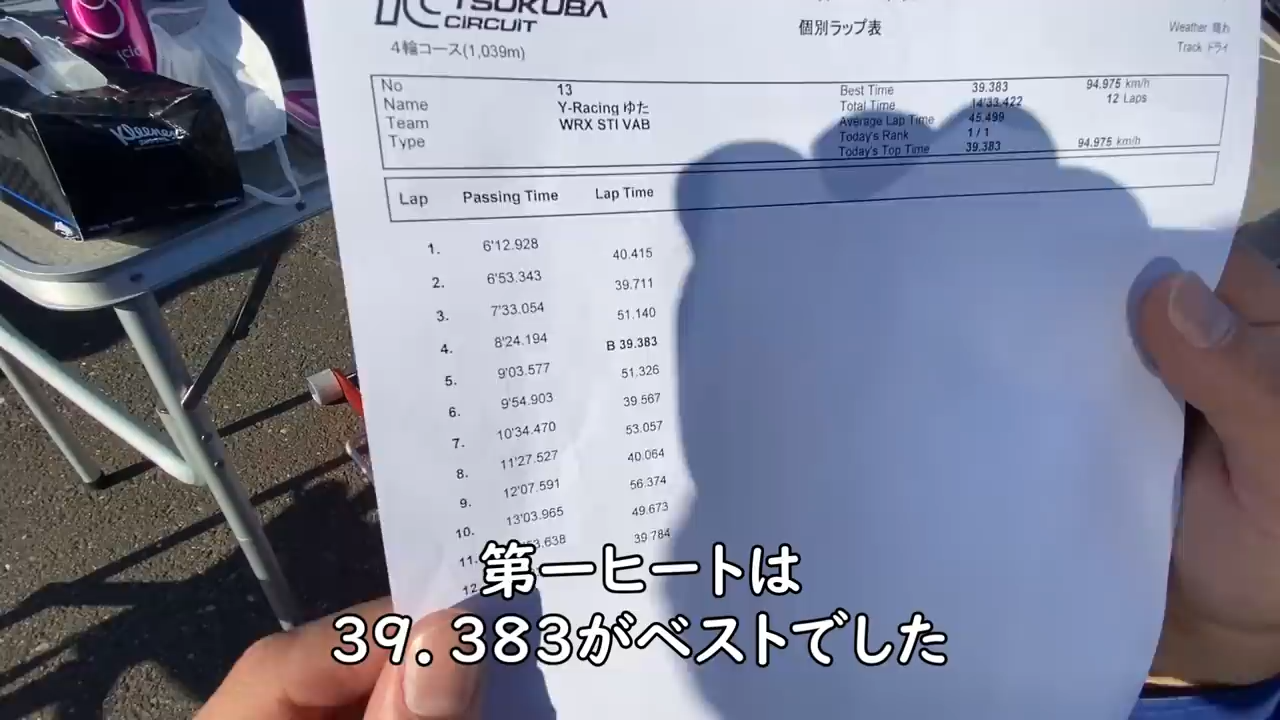 TSUKUBA
CIRCUIT
個別ラップ表
Weather 晴れ
Track ドライ
4輪コース(1,039m)
No 13 Best Time 39.383 94.975 km/h
Name Y-Racing ゆた Total Time 14'33.422 12 Laps
Team WRX STI VAB Average Lap Time 45.499
Type Today's Rank 1 / 1
Today's Top Time 39.383 94.975 km/h
Lap Passing Time Lap Time
1. 6'12.928 40.415
2. 6'53.343 39.711
3. 7'33.054 51.140
4. 8'24.194 B 39.383
5. 9'03.577 51.326
6. 9'54.903 39.567
7. 10'34.470 53.057
8. 11'27.527 40.064
9. 12'07.591 56.374
10. 13'03.965 49.673
11. 53.638 39.784
12.
Kleenex
第一ヒートは
39.383がベストでした